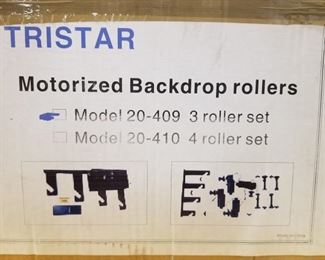 TRISTAR
Motorized Backdrop rollers
Model 20-409 3 roller set
Model 20-410 4 roller set